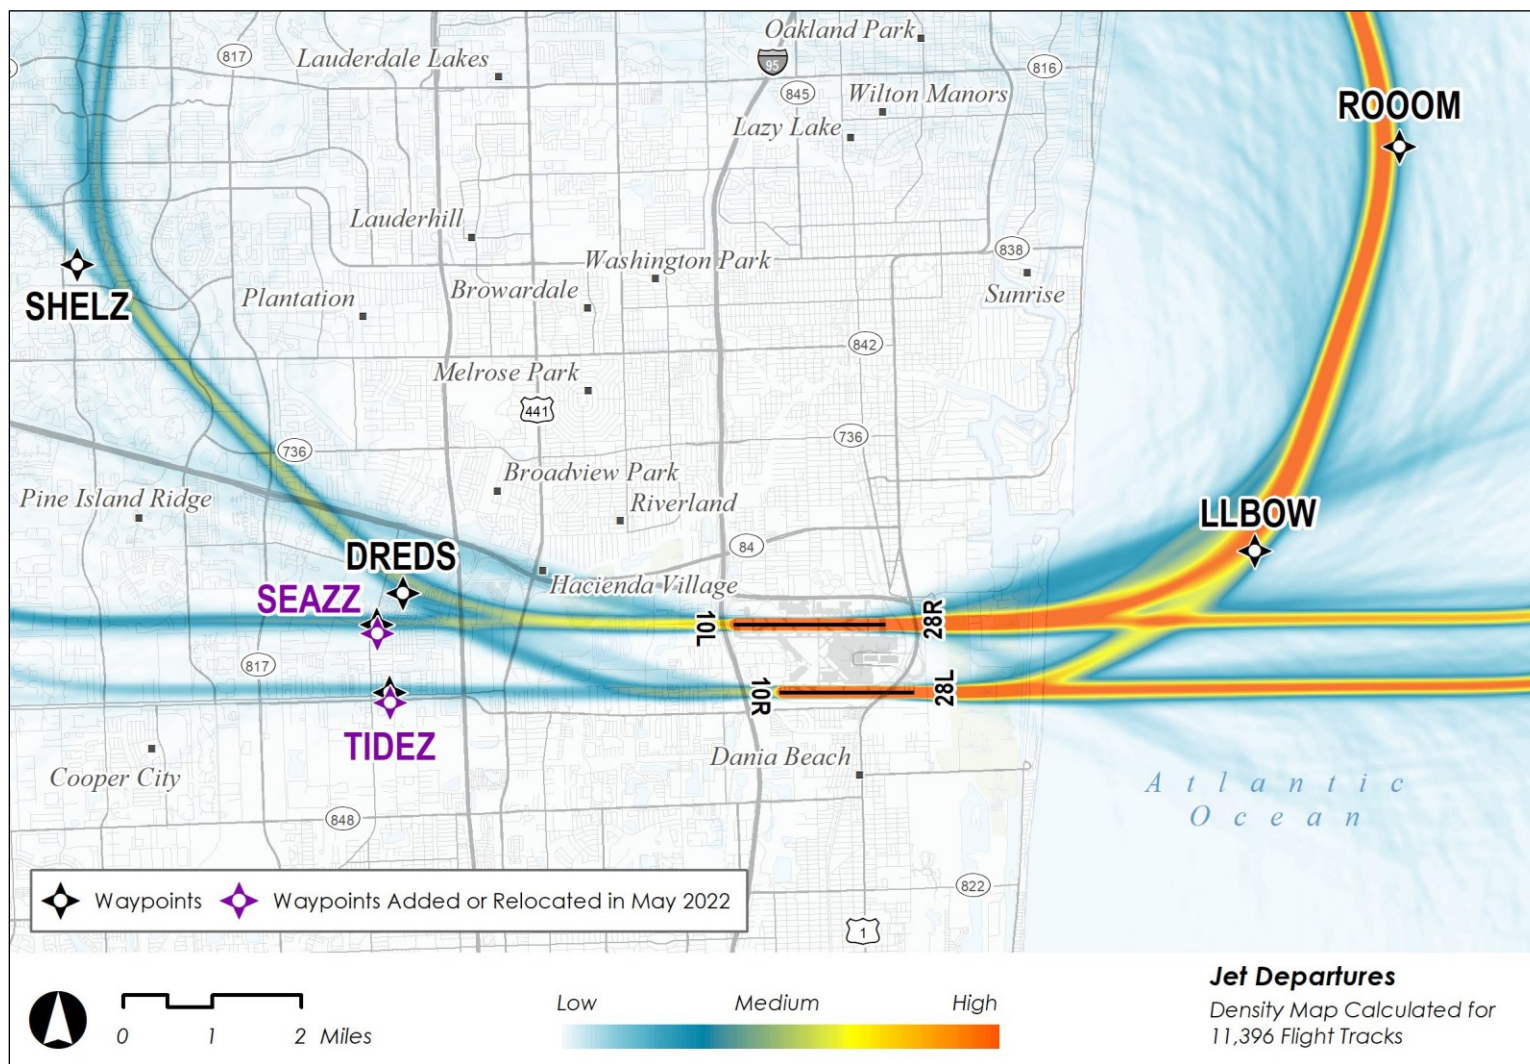 Oakland Park
817
Lauderdale Lakes
95
816
845
Wilton Manors
ROOOM
Lazy Lake
Lauderhill
838
Washington Park
SHELZ
Plantation
Browardale
Sunrise
842
Melrose Park
441
736
736
Broadview Park
Pine Island Ridge
Riverland
LLBOW
84
DREDS
Hacienda Village
SEAZZ
10L
28R
817
10R
28L
TIDEZ
Dania Beach
Cooper City
Atlantic
Ocean
848
822
Waypoints
Waypoints Added or Relocated in May 2022
1
Low Medium High
0 1 2 Miles
Jet Departures
Density Map Calculated for
11,396 Flight Tracks